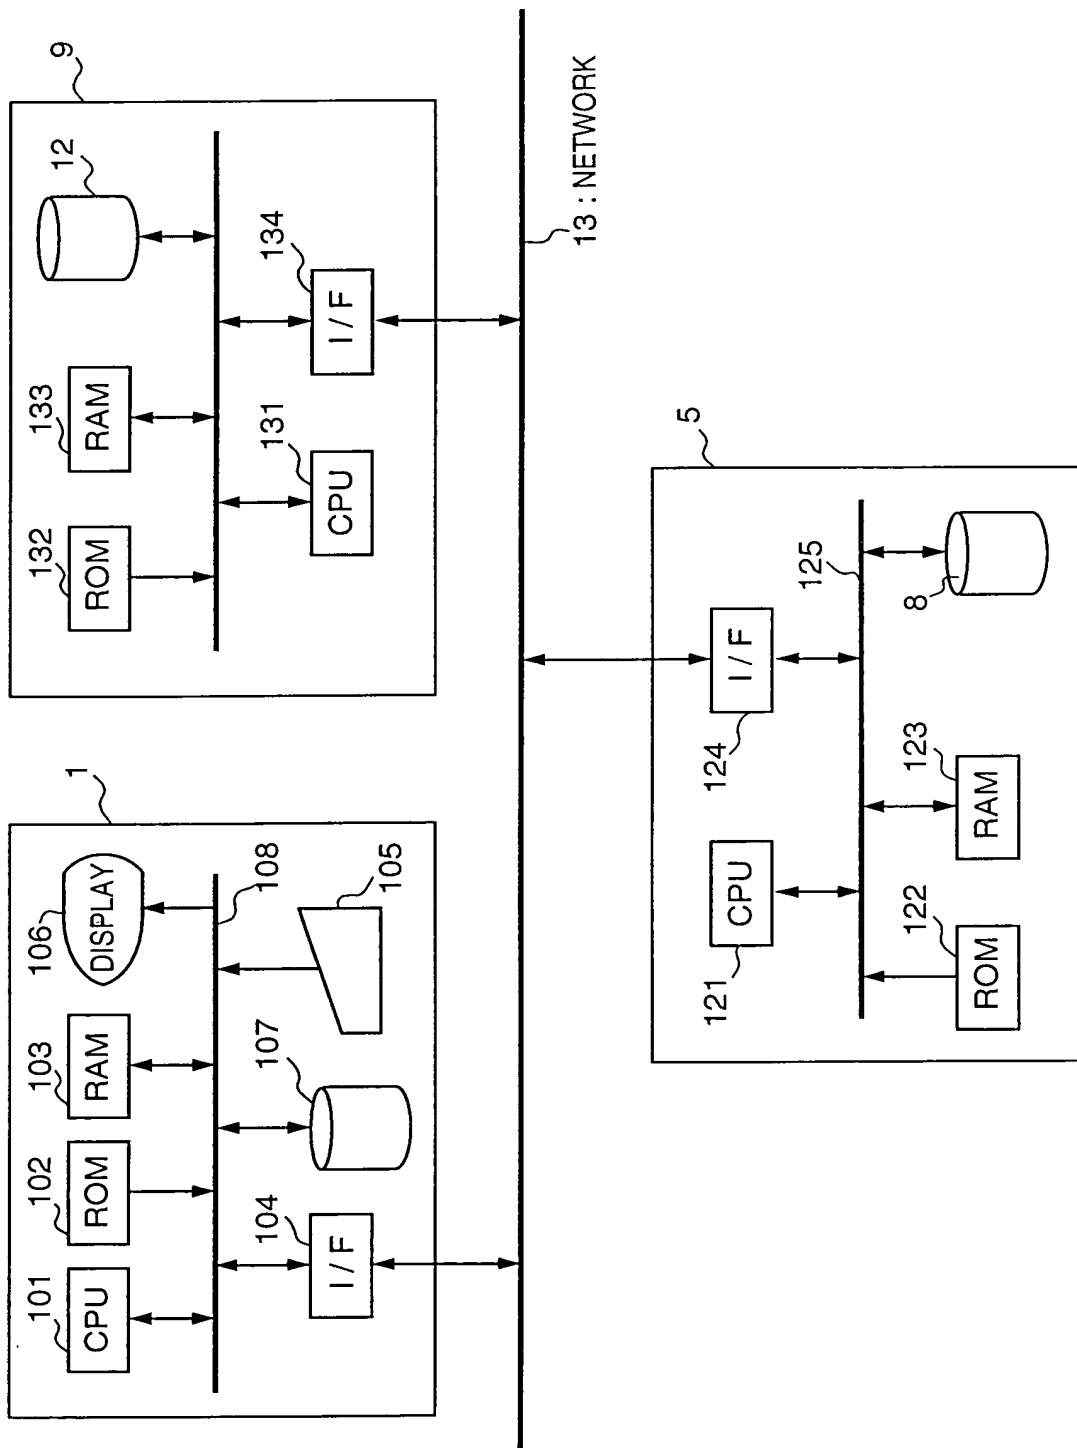 1
101
CPU
102
ROM
103
RAM
106
DISPLAY
108
104
I / F
107
105
9
132
ROM
133
RAM
12
131
CPU
134
I / F
13 : NETWORK
5
121
CPU
124
I / F
125
122
ROM
123
RAM
8